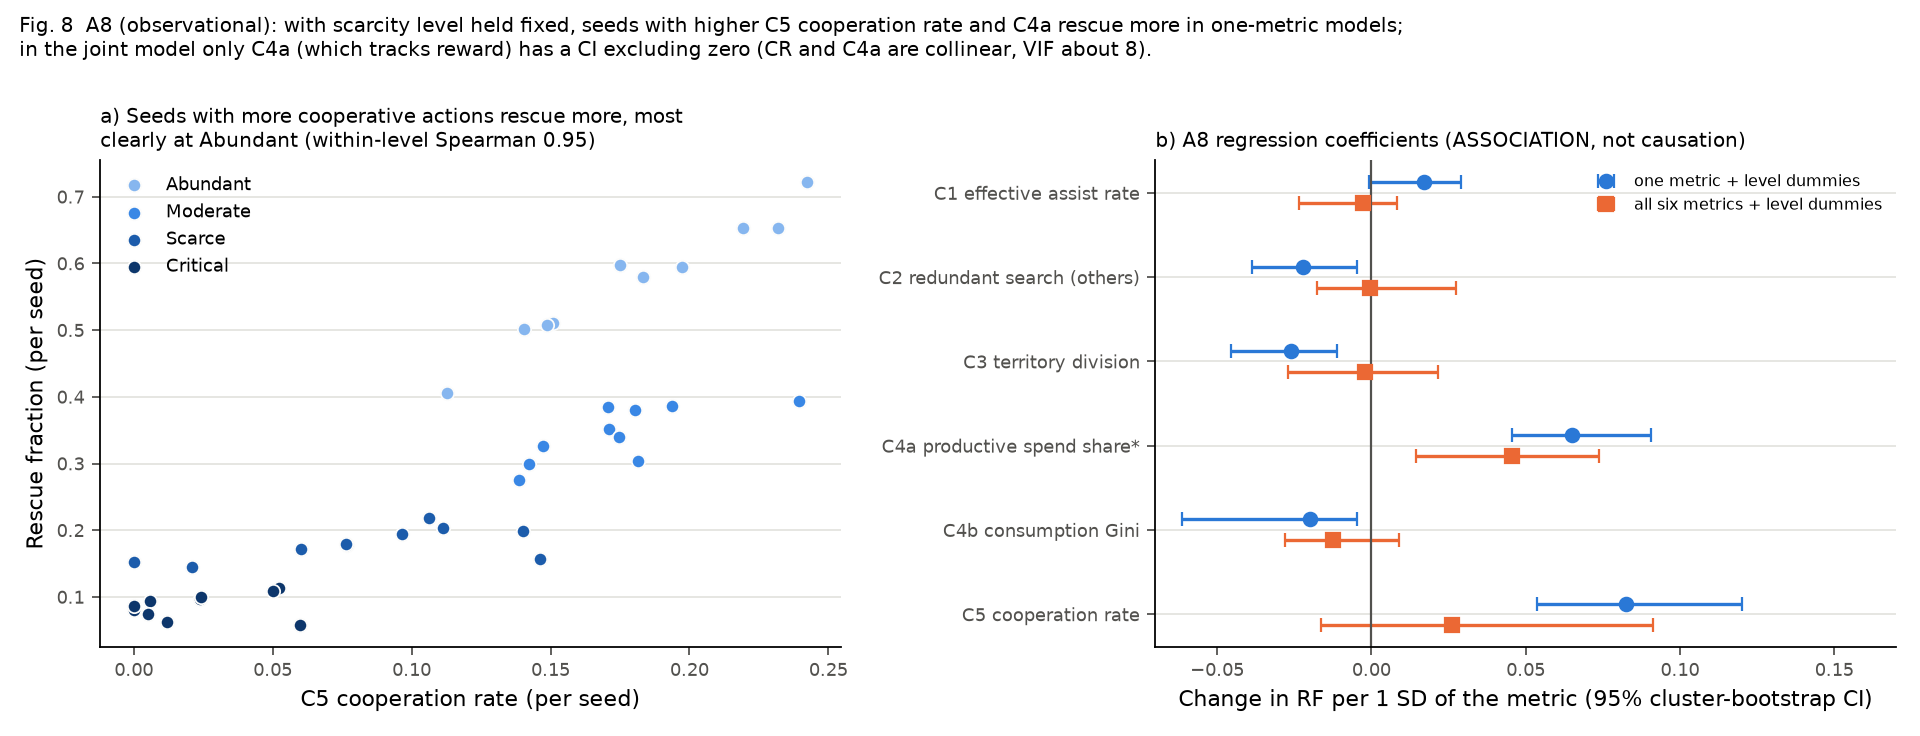 Fig. 8  A8 (observational): with scarcity level held fixed, seeds with higher C5 cooperation rate and C4a rescue more in one-metric models;
in the joint model only C4a (which tracks reward) has a CI excluding zero (CR and C4a are collinear, VIF about 8).
a) Seeds with more cooperative actions rescue more, most
clearly at Abundant (within-level Spearman 0.95)
Abundant
Moderate
Scarce
Critical
Rescue fraction (per seed)
0.7
0.6
0.5
0.4
0.3
0.2
0.1
0.00
0.05
0.10
0.15
0.20
0.25
C5 cooperation rate (per seed)
b) A8 regression coefficients (ASSOCIATION, not causation)
one metric + level dummies
all six metrics + level dummies
C1 effective assist rate
C2 redundant search (others)
C3 territory division
C4a productive spend share*
C4b consumption Gini
C5 cooperation rate
−0.05
0.00
0.05
0.10
0.15
Change in RF per 1 SD of the metric (95% cluster-bootstrap CI)